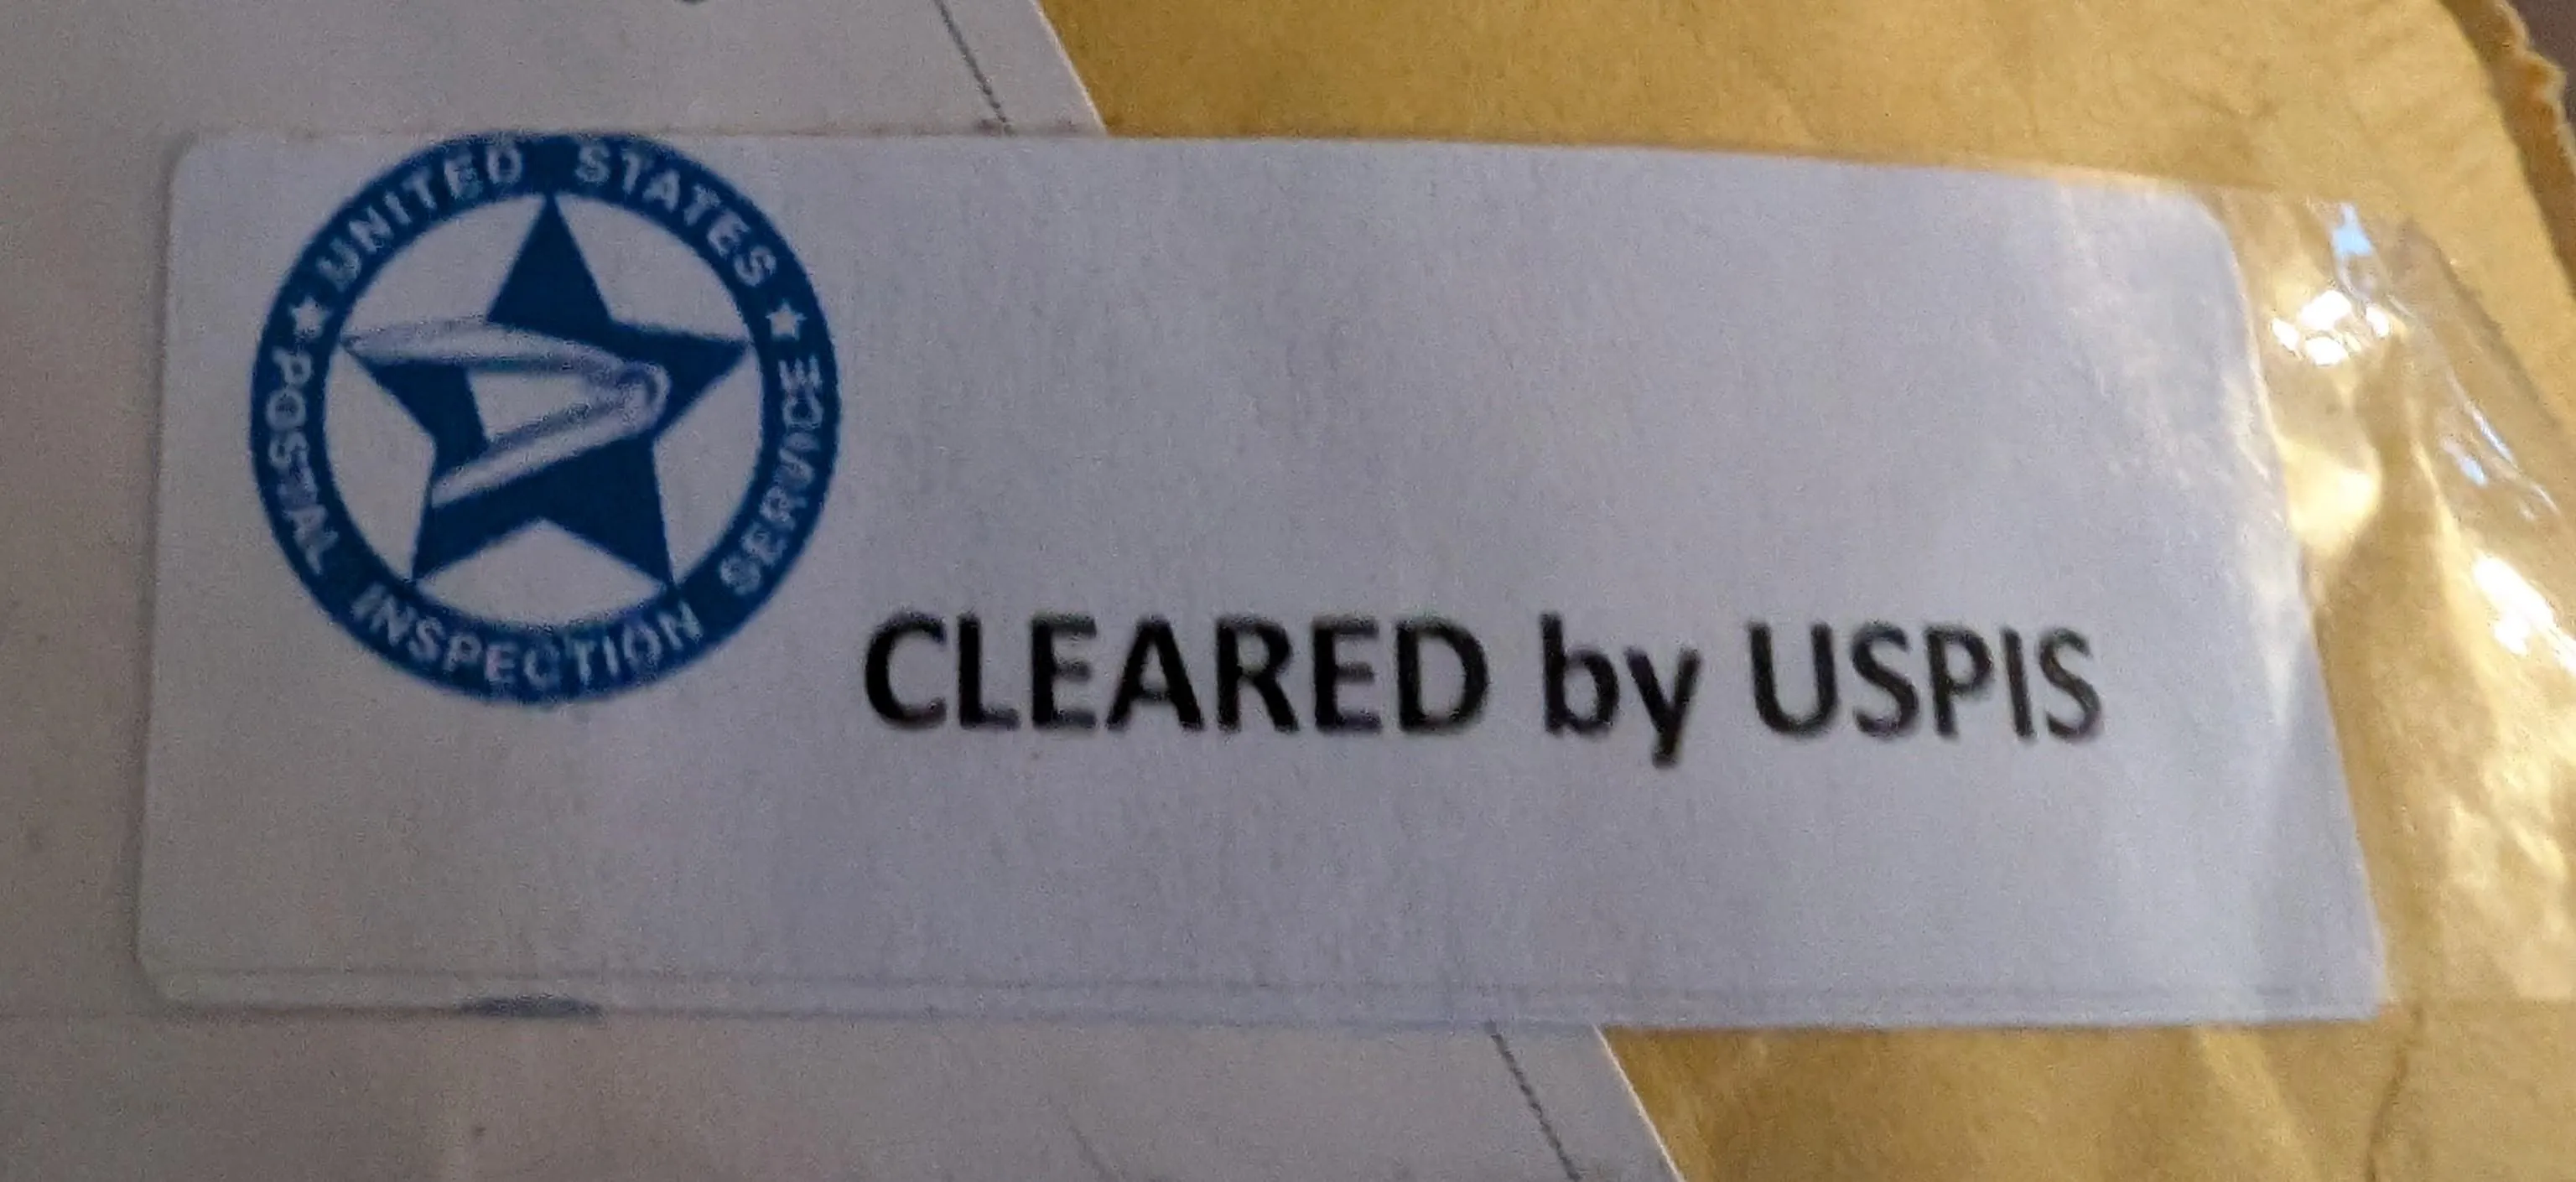 UNITED STATES
POSTAL INSPECTION SERVICE
CLEARED by USPIS